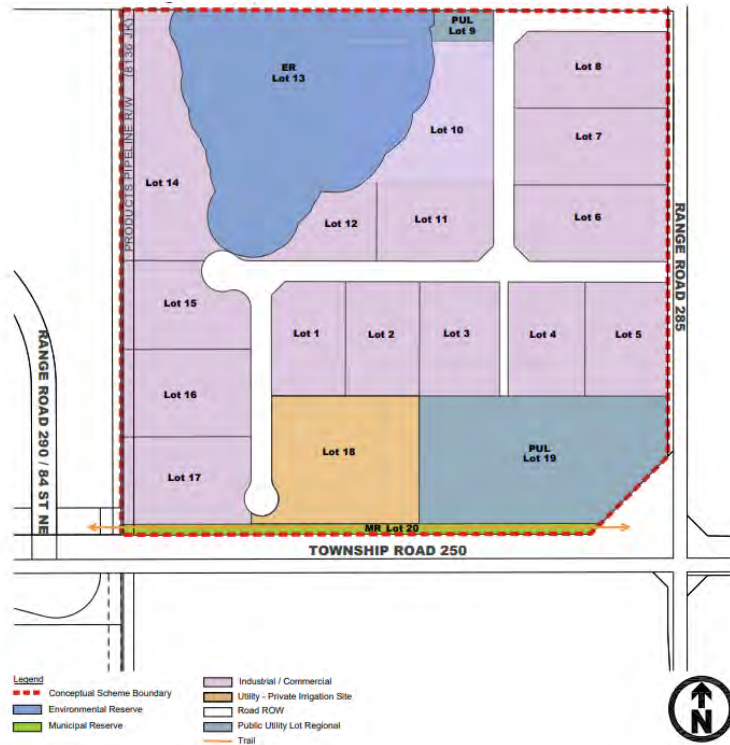 PRODUCTS PIPELINE R/W (8136 JK)
PUL
Lot 9
ER
Lot 13
Lot 8
Lot 10
Lot 7
Lot 14
Lot 12
Lot 11
Lot 6
RANGE ROAD 285
Lot 15
Lot 1
Lot 2
Lot 3
Lot 4
Lot 5
RANGE ROAD 290 / 84 ST NE
Lot 16
Lot 18
PUL
Lot 19
Lot 17
MR Lot 20
TOWNSHIP ROAD 250
Legend
Conceptual Scheme Boundary
Environmental Reserve
Municipal Reserve
Industrial / Commercial
Utility - Private Irrigation Site
Road ROW
Public Utility Lot Regional
Trail
N